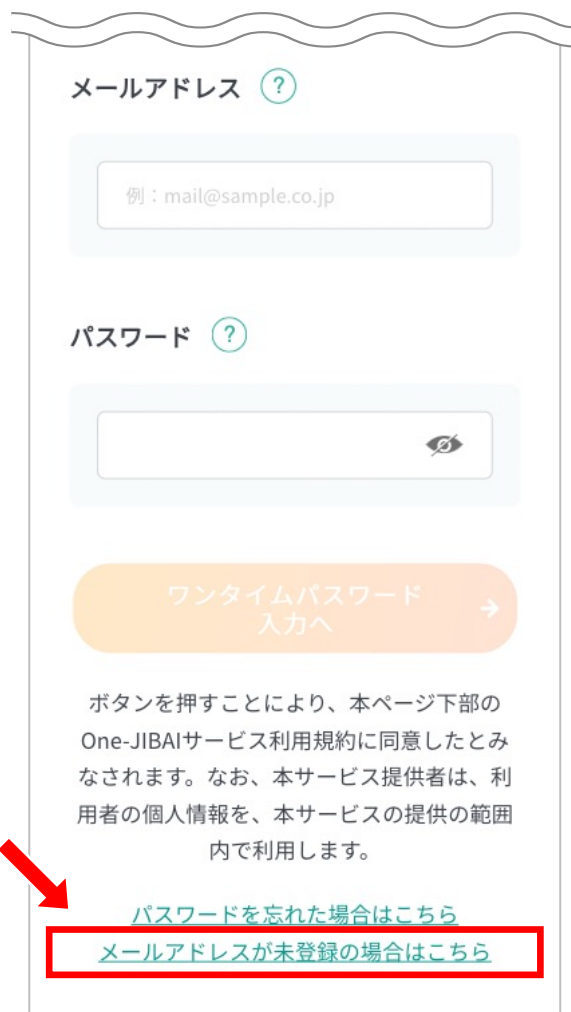 メールアドレス ?
例：mail@sample.co.jp
パスワード ?
ワンタイムパスワード
入力へ
ボタンを押すことにより、本ページ下部の
One-JIBAIサービス利用規約に同意したとみ
なされます。なお、本サービス提供者は、利
用者の個人情報を、本サービスの提供の範囲
内で利用します。
パスワードを忘れた場合はこちら
メールアドレスが未登録の場合はこちら